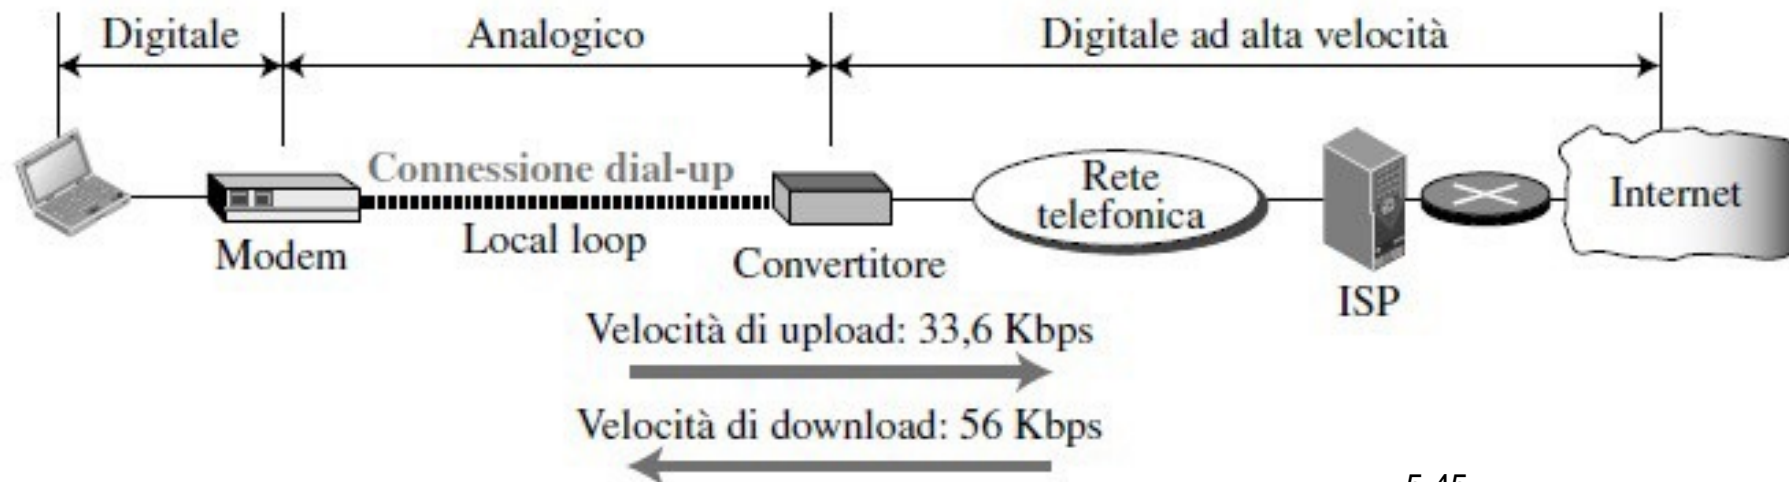 Digitale
Analogico
Digitale ad alta velocità
Connessione dial-up
Rete
telefonica
Internet
Modem
Local loop
Convertitore
ISP
Velocità di upload: 33,6 Kbps
Velocità di download: 56 Kbps